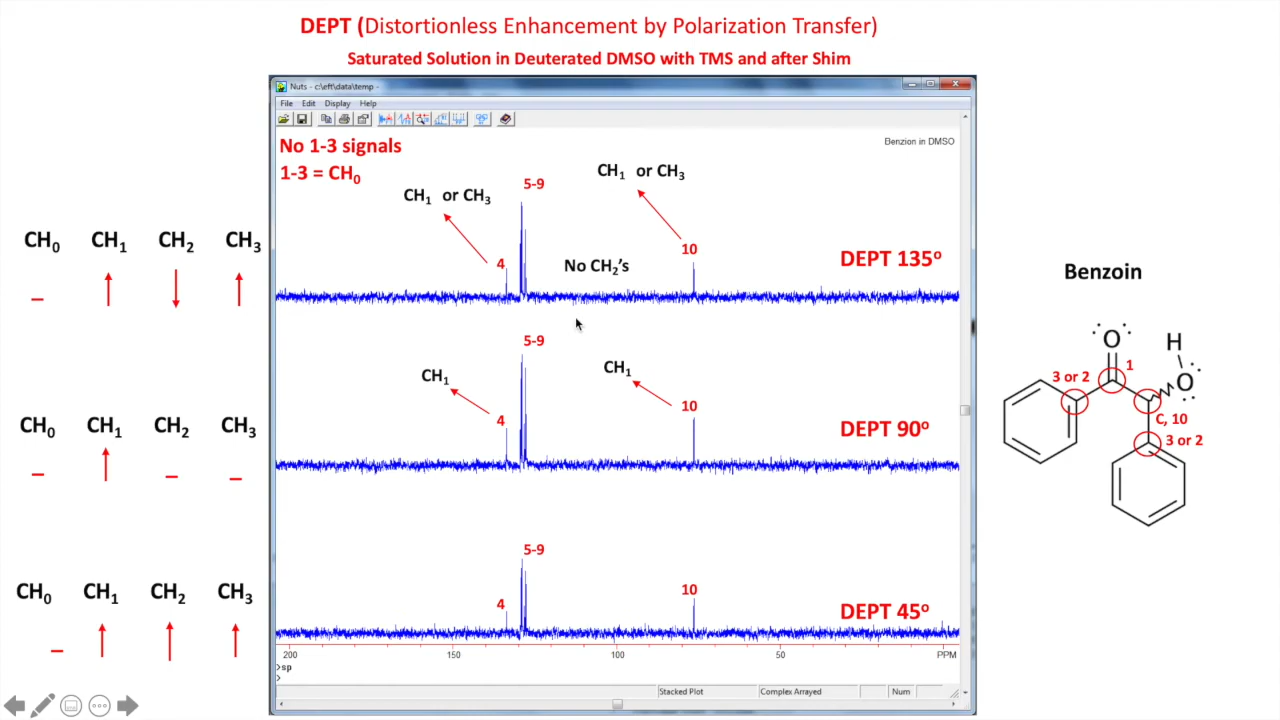 DEPT (Distortionless Enhancement by Polarization Transfer)
Saturated Solution in Deuterated DMSO with TMS and after Shim
Nuts - c:\eft\data\temp -
File Edit Display Help
Benzion in DMSO
No 1-3 signals
1-3 = CH₀
CH₁ or CH₃
5-9
CH₁ or CH₃
4
No CH₂'s
10
DEPT 135º
CH₀ CH₁ CH₂ CH₃
Benzoin
5-9
CH₁
4
CH₁
10
DEPT 90º
CH₀ CH₁ CH₂ CH₃
O
H
1
3 or 2
O
C, 10
3 or 2
5-9
4
10
DEPT 45º
CH₀ CH₁ CH₂ CH₃
200 150 100 50 PPM
>sp
>
Stacked Plot Complex Arrayed Num